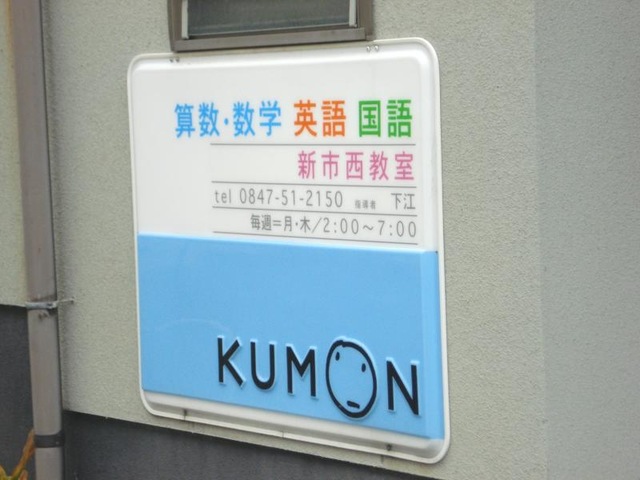 算数・数学 英語 国語
新市西教室
tel 0847-51-2150 指導者 下江
毎週=月・木/2:00〜7:00
KUMON